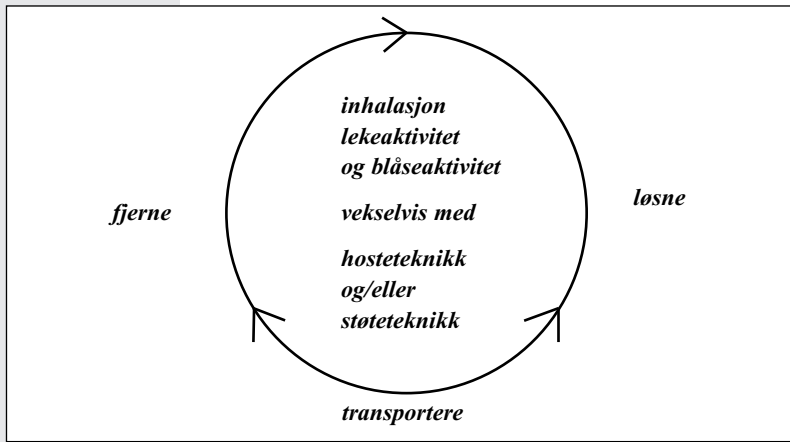 inhalasjon
lekeaktivitet
og blåseaktivitet
fjerne
vekselvis med
løsne
hosteteknikk
og/eller
støteteknikk
transportere